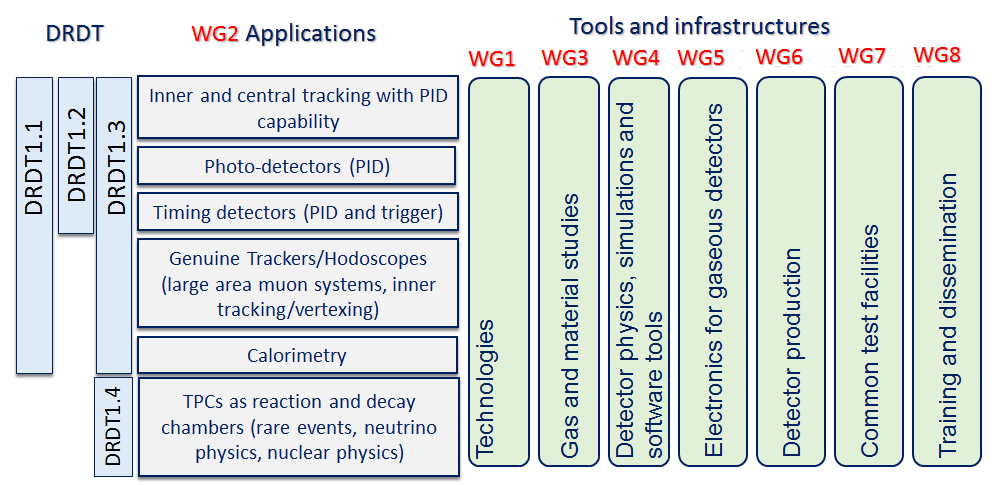 DRDT
WG2 Applications
Tools and infrastructures
WG1
WG3
WG4
WG5
WG6
WG7
WG8
DRDT1.1
DRDT1.2
DRDT1.3
DRDT1.4
Inner and central tracking with PID
capability
Photo-detectors (PID)
Timing detectors (PID and trigger)
Genuine Trackers/Hodoscopes
(large area muon systems, inner
tracking/vertexing)
Calorimetry
TPCs as reaction and decay
chambers (rare events, neutrino
physics, nuclear physics)
Technologies
Gas and material studies
Detector physics, simulations and
software tools
Electronics for gaseous detectors
Detector production
Common test facilities
Training and dissemination